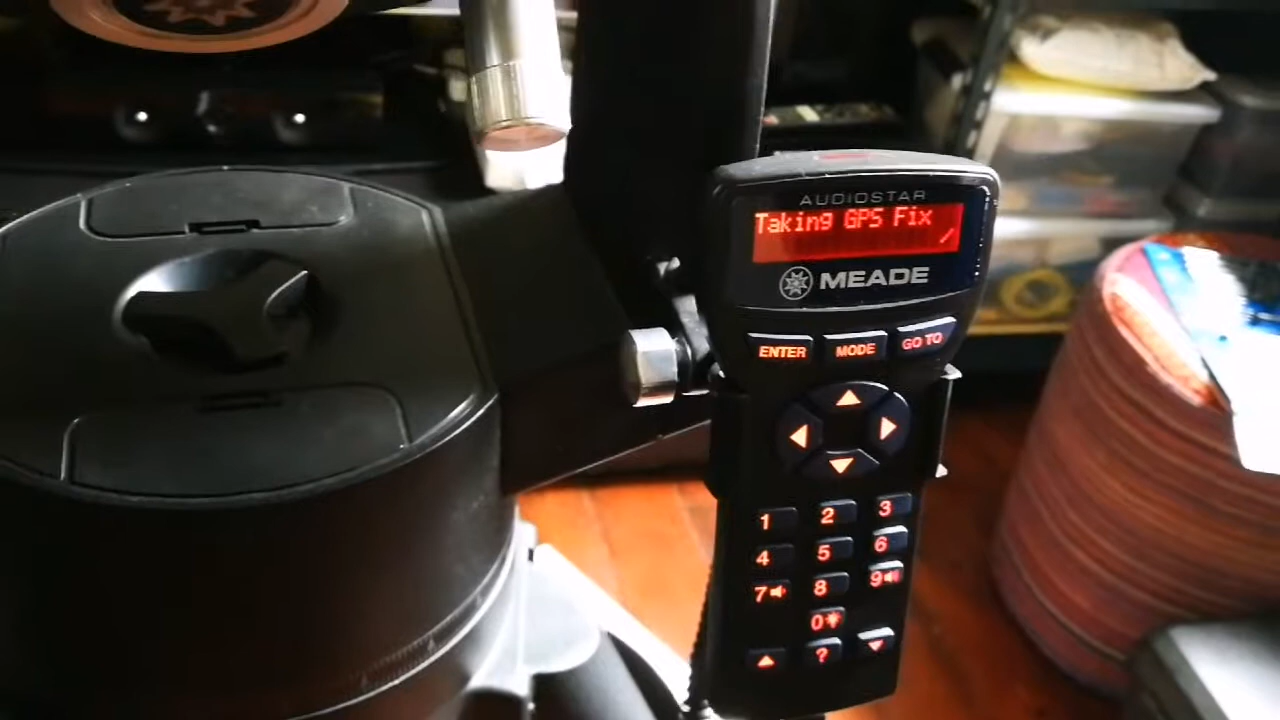 AUDIOSTAR
Taking GPS Fix
MEADE
ENTER MODE GO TO
1 2 3
4 5 6
7 8 9
0
?